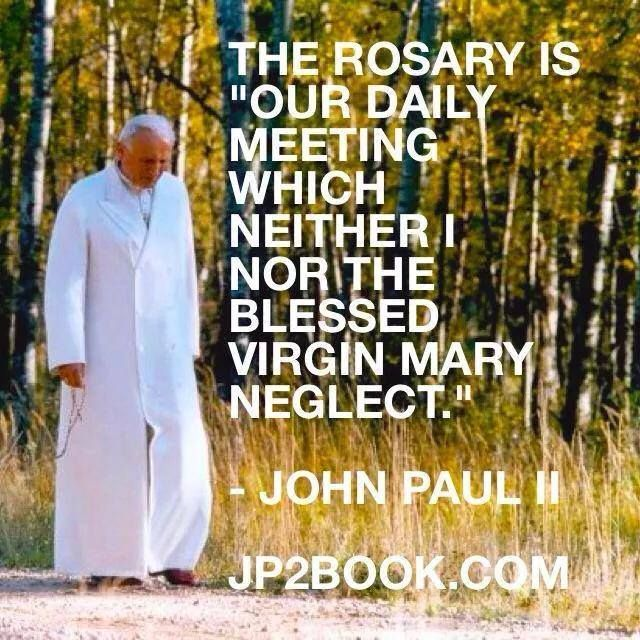 THE ROSARY IS
"OUR DAILY
MEETING
WHICH
NEITHER I
NOR THE
BLESSED
VIRGIN MARY
NEGLECT."
- JOHN PAUL II
JP2BOOK.COM